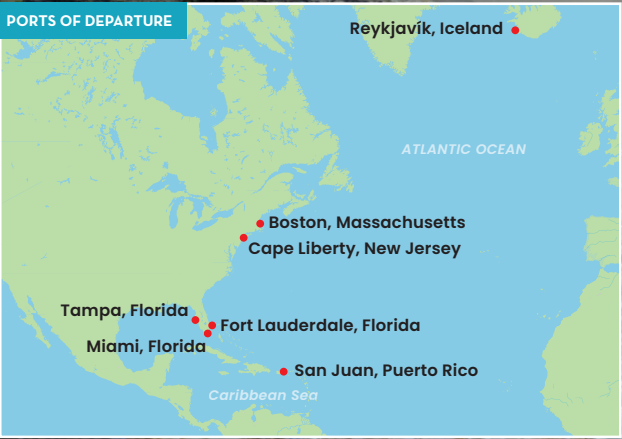 PORTS OF DEPARTURE
Reykjavík, Iceland
ATLANTIC OCEAN
Boston, Massachusetts
Cape Liberty, New Jersey
Tampa, Florida
Fort Lauderdale, Florida
Miami, Florida
San Juan, Puerto Rico
Caribbean Sea